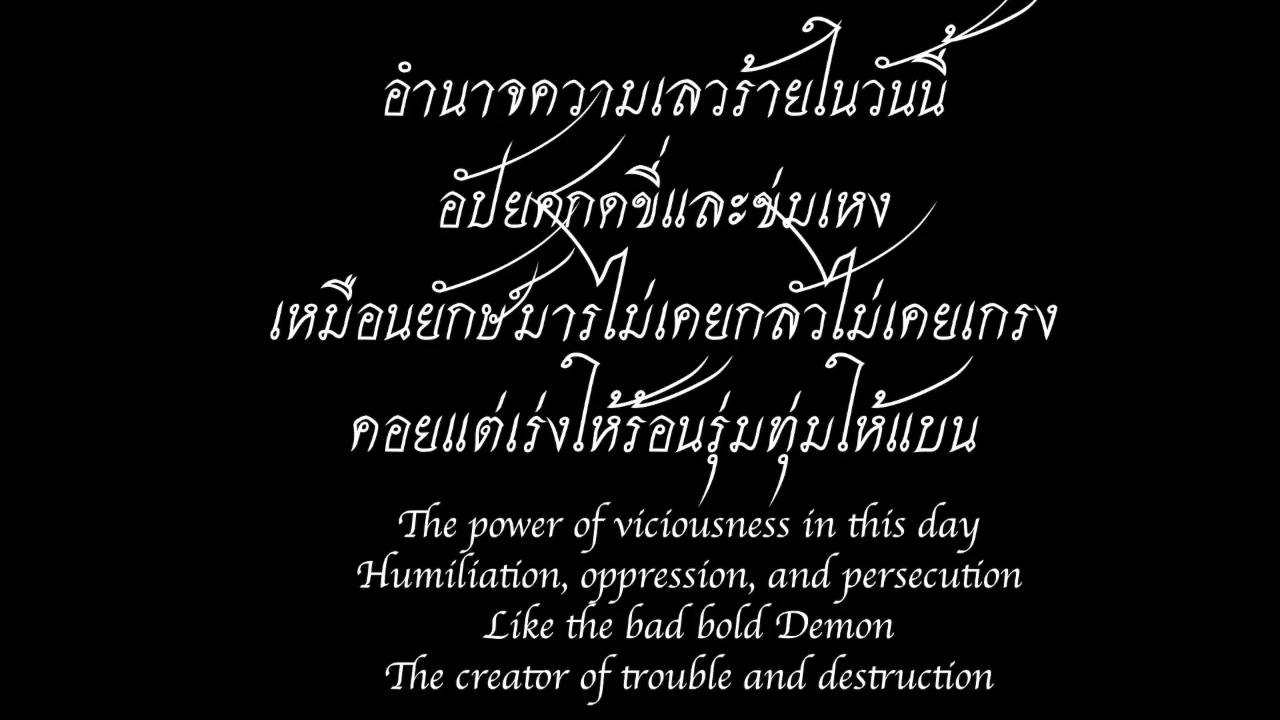 อำนาจความเลวร้ายในวันนี้
อัปยศกดขี่และข่มเหง
เหมือนยักษ์มารไม่เคยกลัวไม่เคยเกรง
คอยแต่เร่งให้ร้อนรุ่มทุ่มให้แบน
The power of viciousness in this day
Humiliation, oppression, and persecution
Like the bad bold Demon
The creator of trouble and destruction